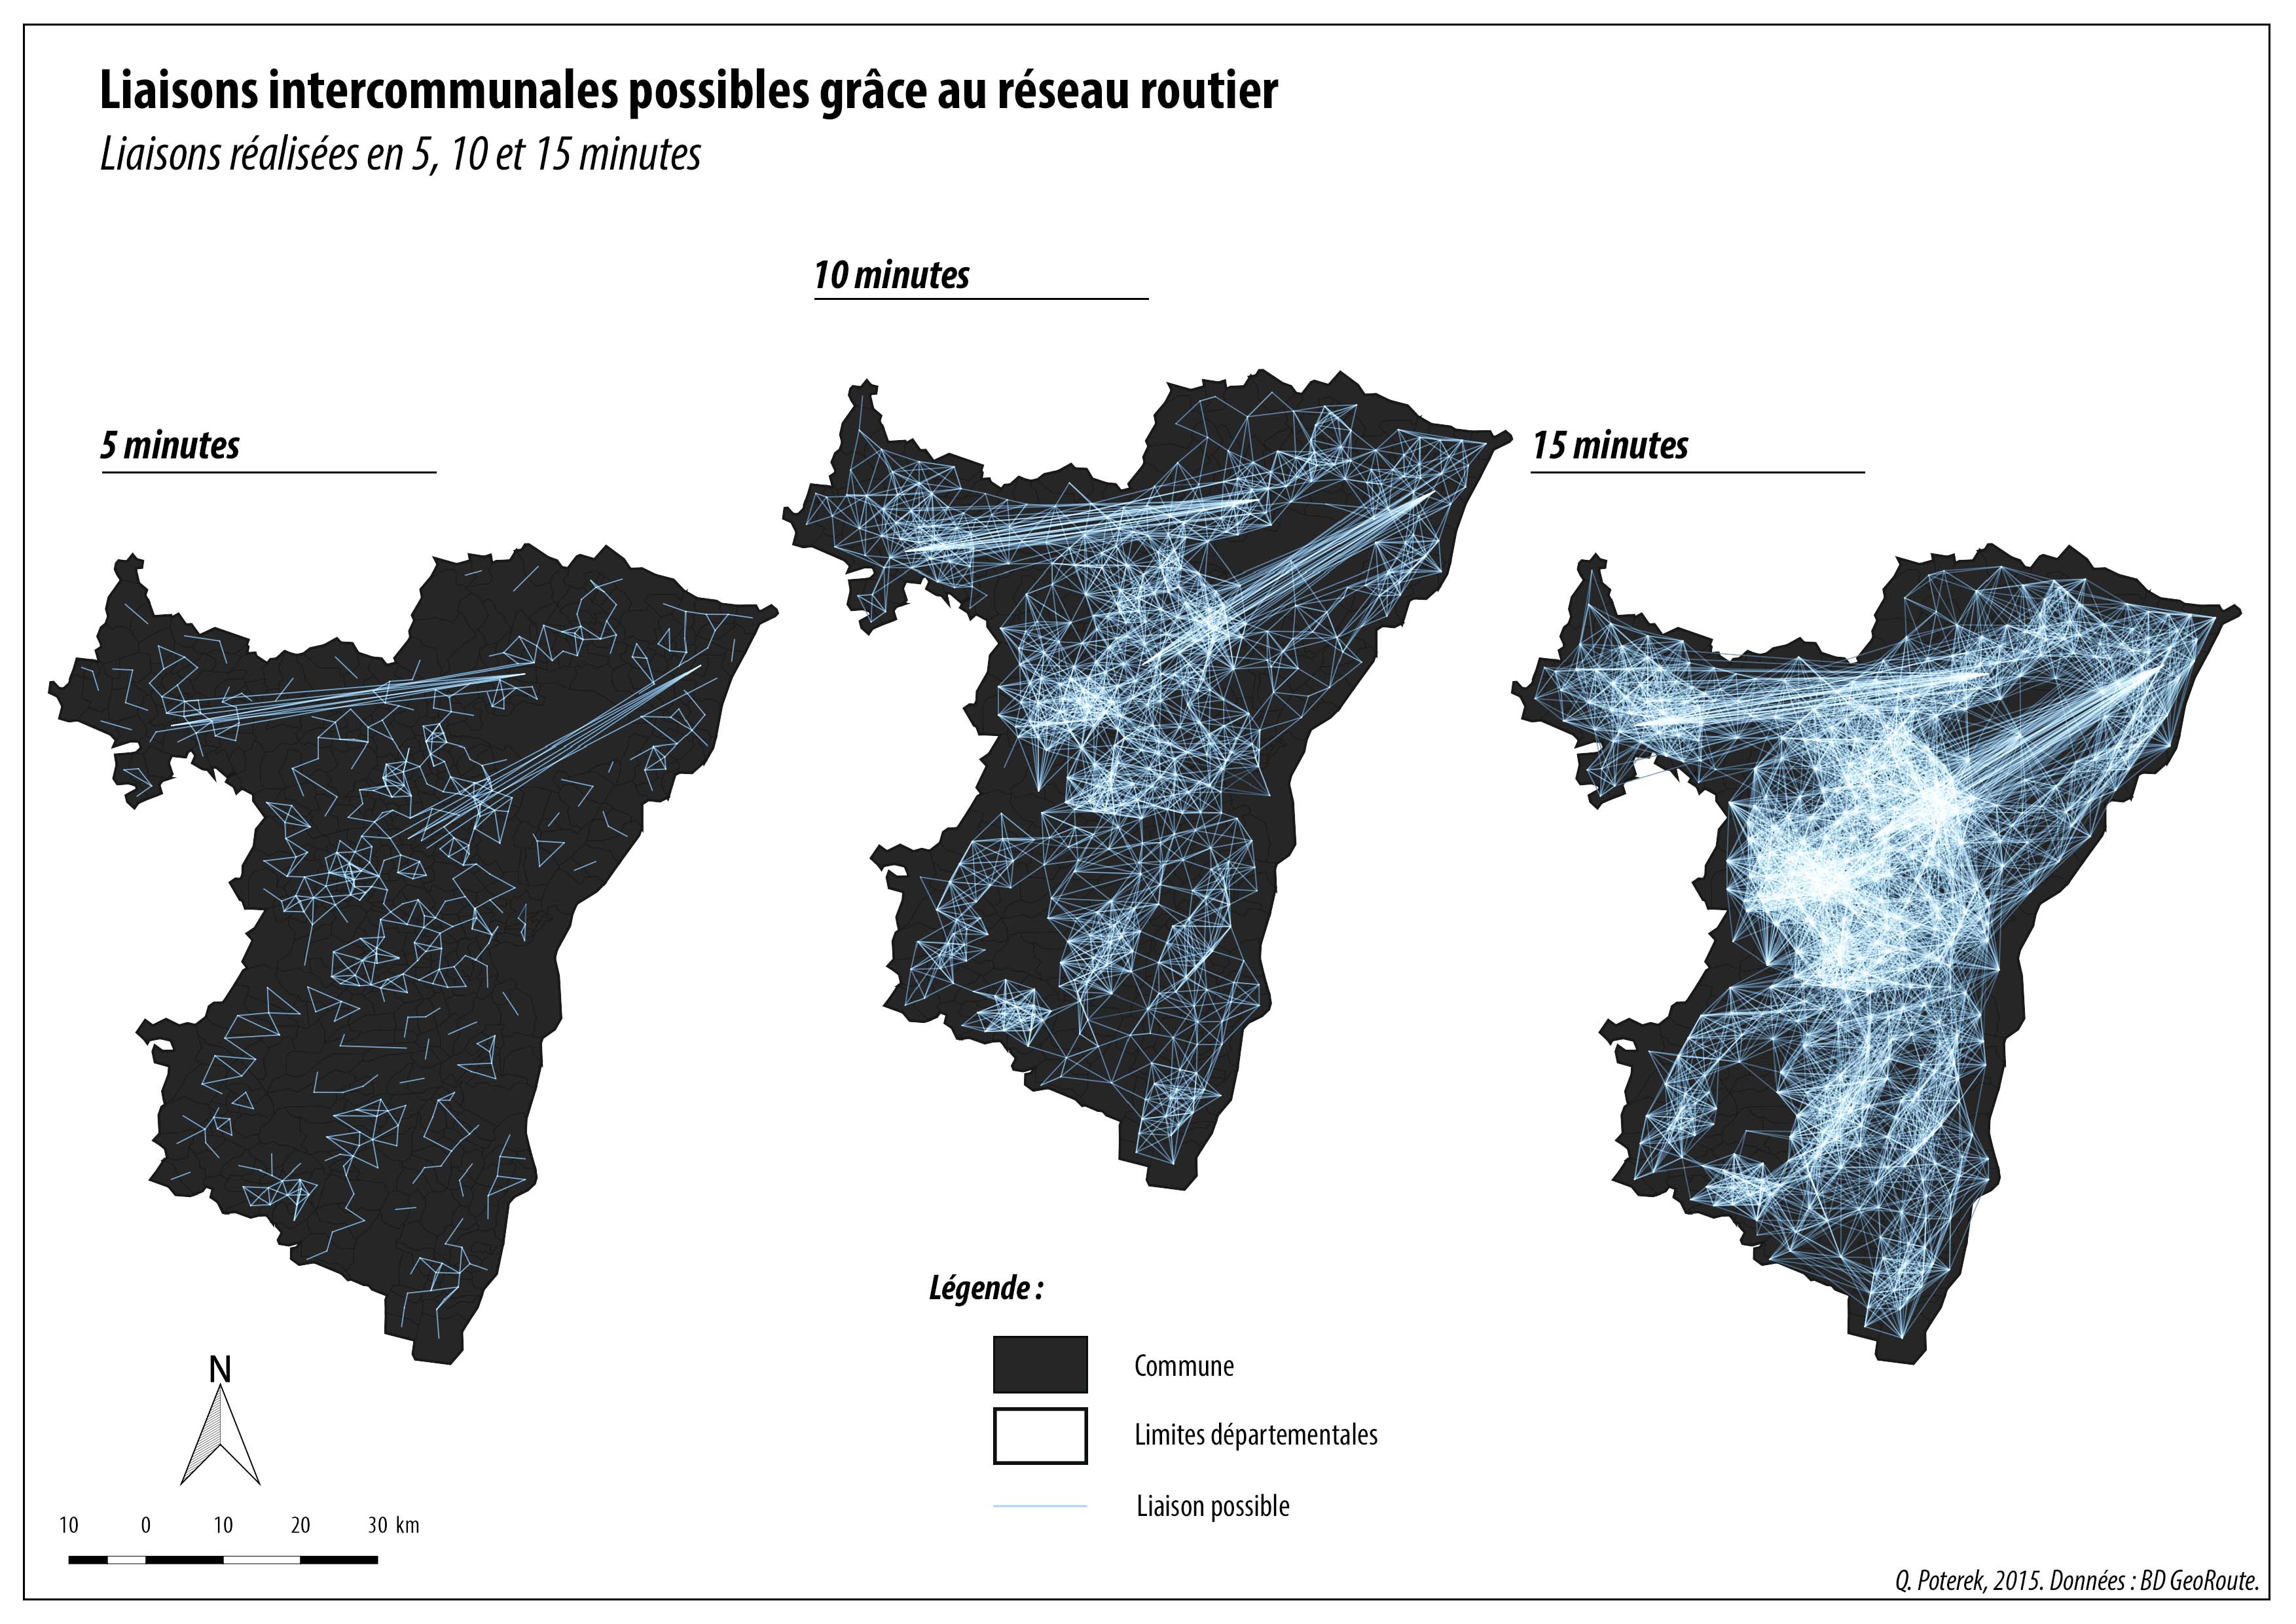 Liaisons intercommunales possibles grâce au réseau routier
Liaisons réalisées en 5, 10 et 15 minutes
10 minutes
5 minutes
15 minutes
Légende :
Commune
Limites départementales
Liaison possible
N
10 0 10 20 30 km
Q. Poterek, 2015. Données : BD GeoRoute.